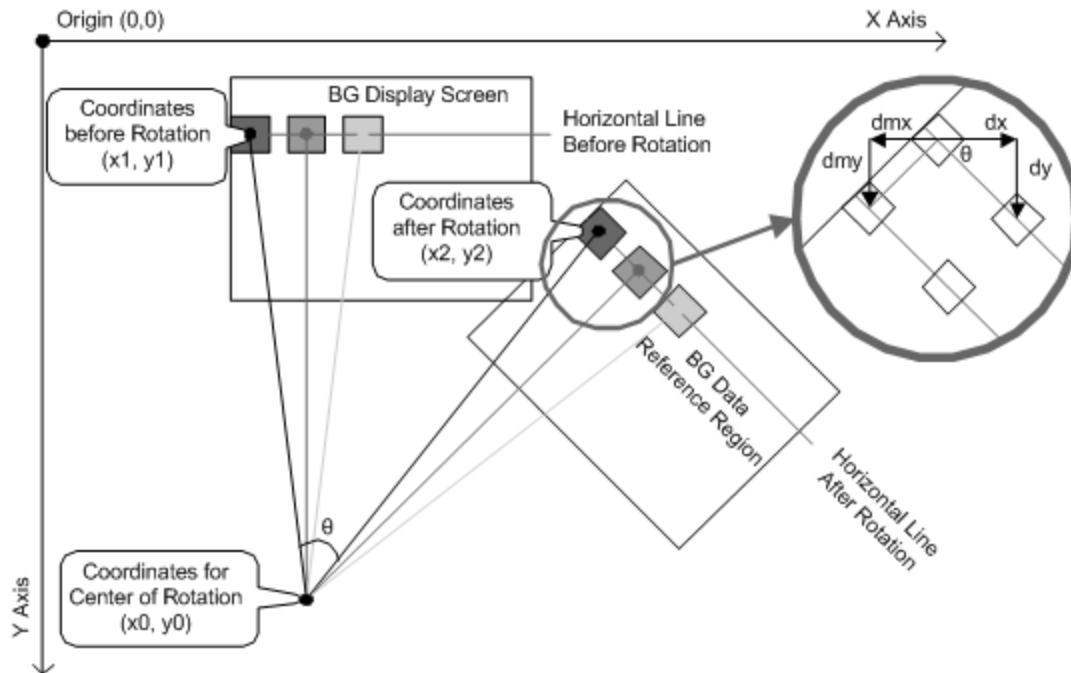 Origin (0,0)
X Axis
BG Display Screen
Coordinates
before Rotation
(x1, y1)
Horizontal Line
Before Rotation
dmx
dx
dmy
θ
dy
Coordinates
after Rotation
(x2, y2)
BG Data
Reference Region
Horizontal Line
After Rotation
θ
Coordinates for
Center of Rotation
(x0, y0)
Y Axis